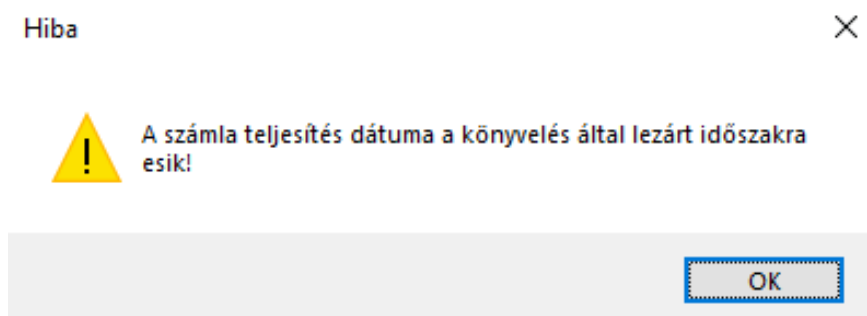 Hiba
A számla teljesítés dátuma a könyvelés által lezárt időszakra
esik!
OK